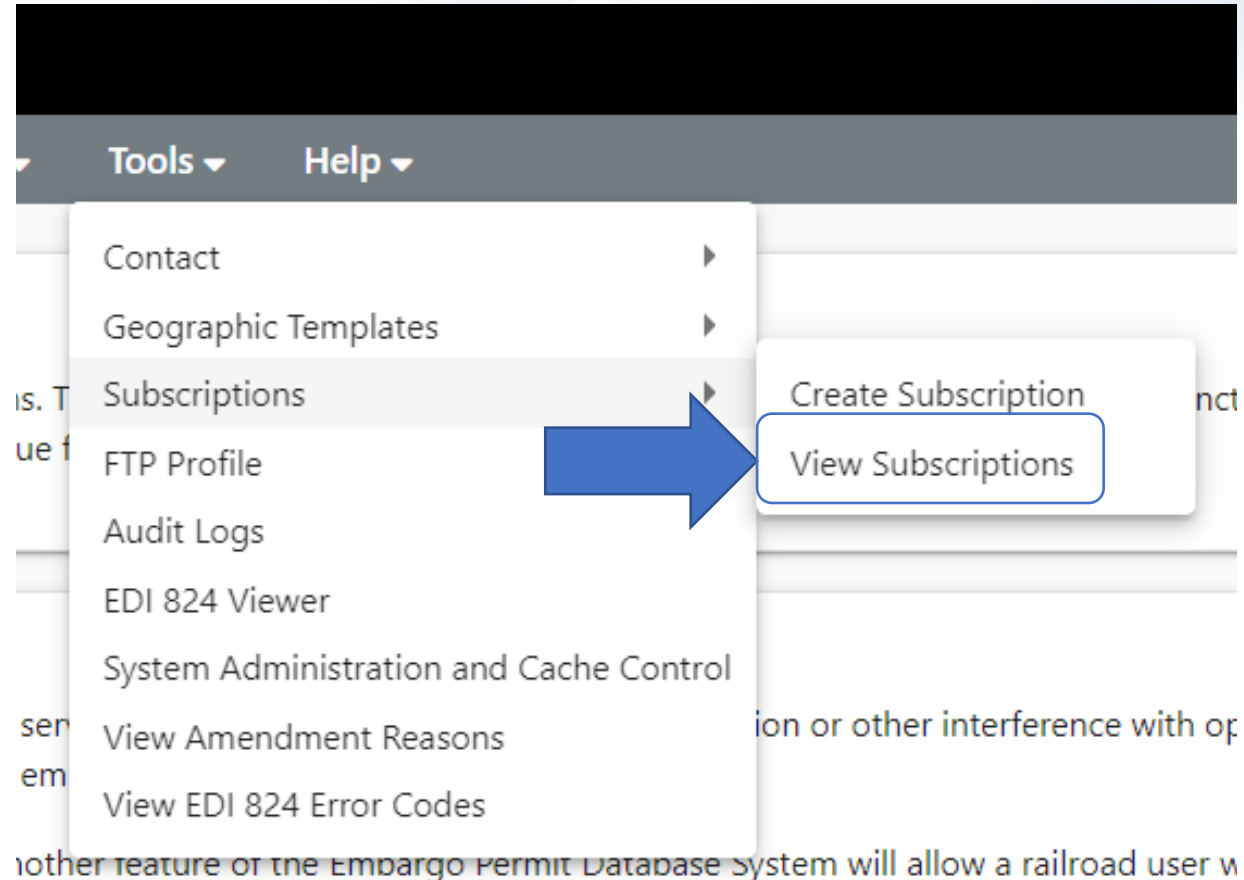 Tools Help
Contact
Geographic Templates
Subscriptions
Create Subscription
View Subscriptions
FTP Profile
Audit Logs
EDI 824 Viewer
System Administration and Cache Control
View Amendment Reasons
View EDI 824 Error Codes
ion or other interference with op
other feature of the Embargo Permit Database System will allow a railroad user w